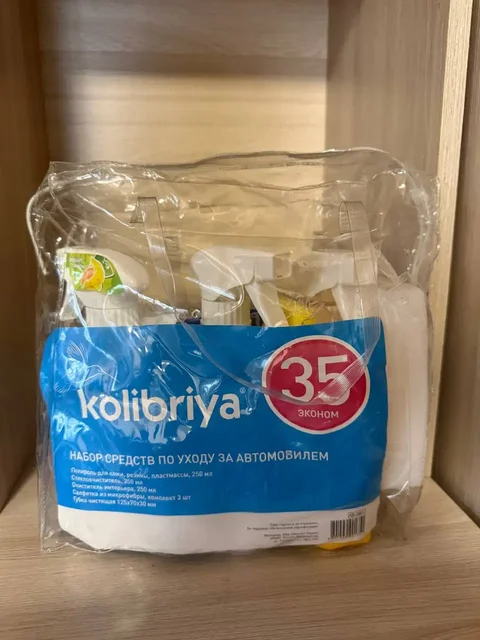 kolibriya®
35
ЭКОНОМ
НАБОР СРЕДСТВ ПО УХОДУ ЗА АВТОМОБИЛЕМ
Полироль для кожи, резины, пластмассы, 250 мл
Стеклоочиститель, 250 мл
Очиститель интерьера, 250 мл
Салфетка из микрофибры, комплект 3 шт
Губка чистящая 125х70х30 мм